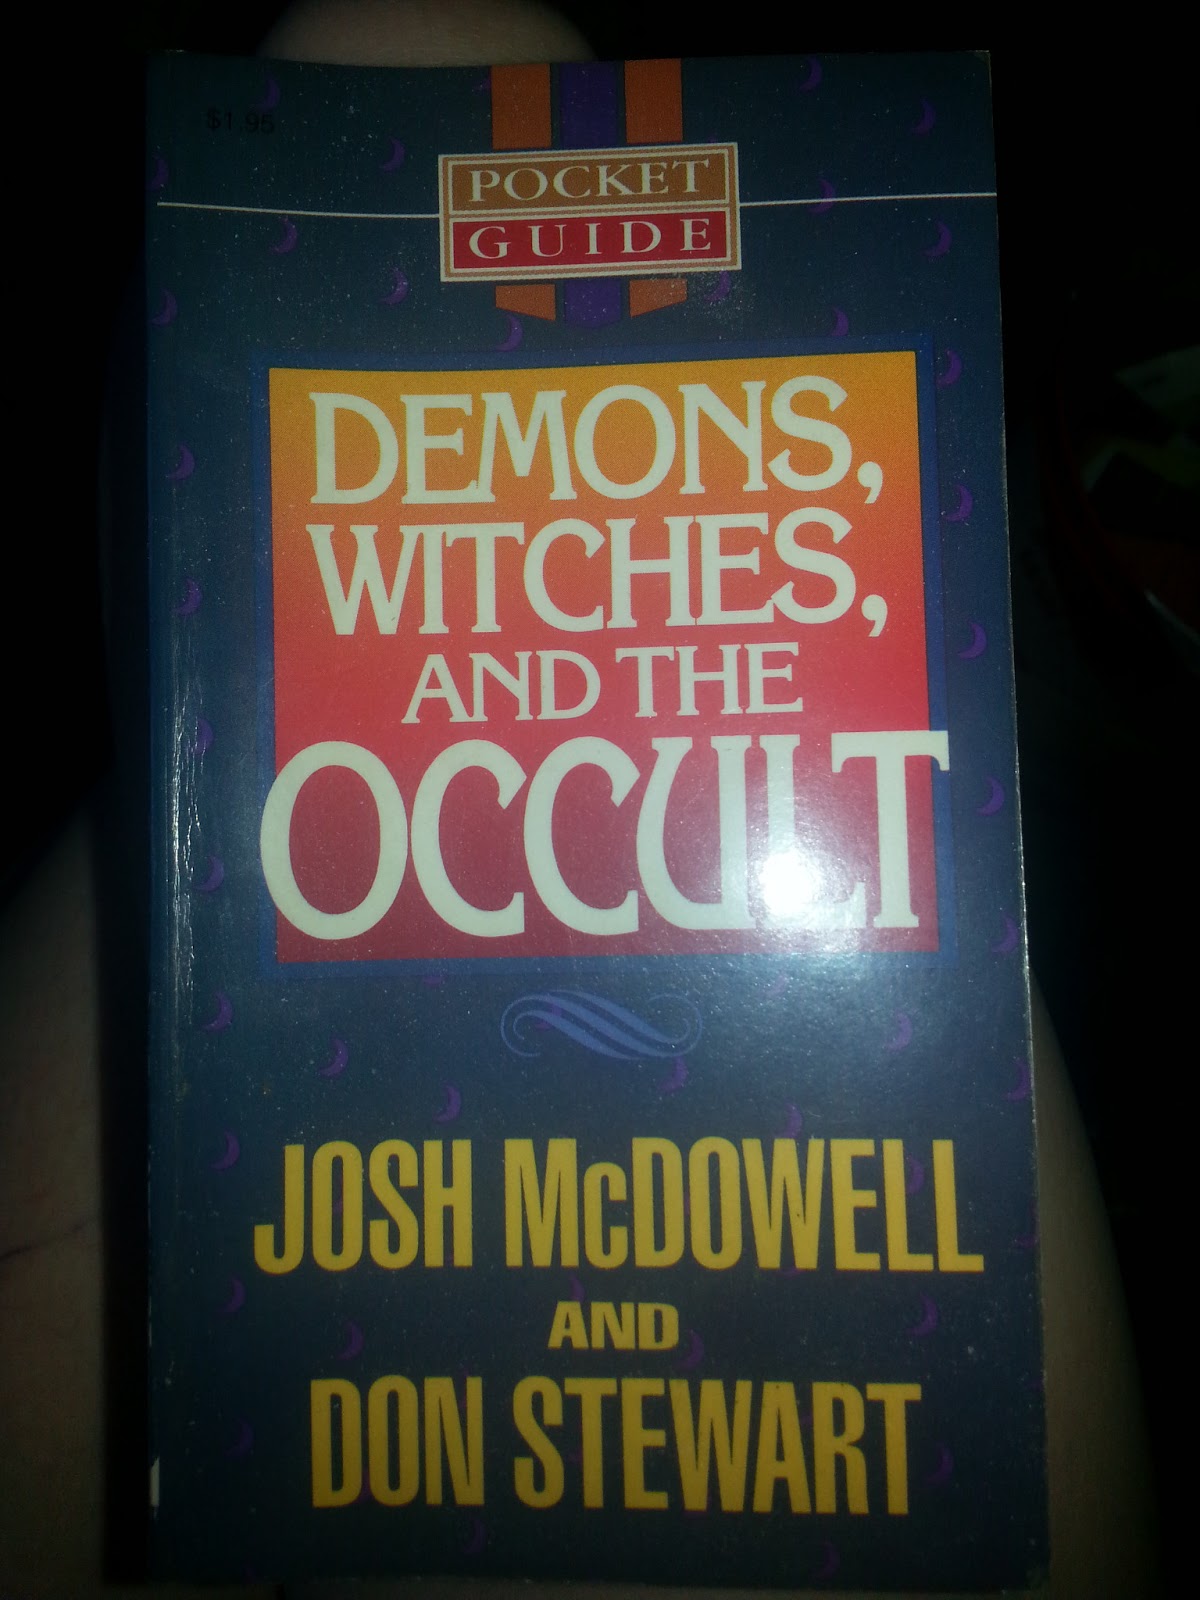 $1.95
POCKET
GUIDE
DEMONS,
WITCHES,
AND THE
OCCULT
JOSH McDOWELL
AND
DON STEWART